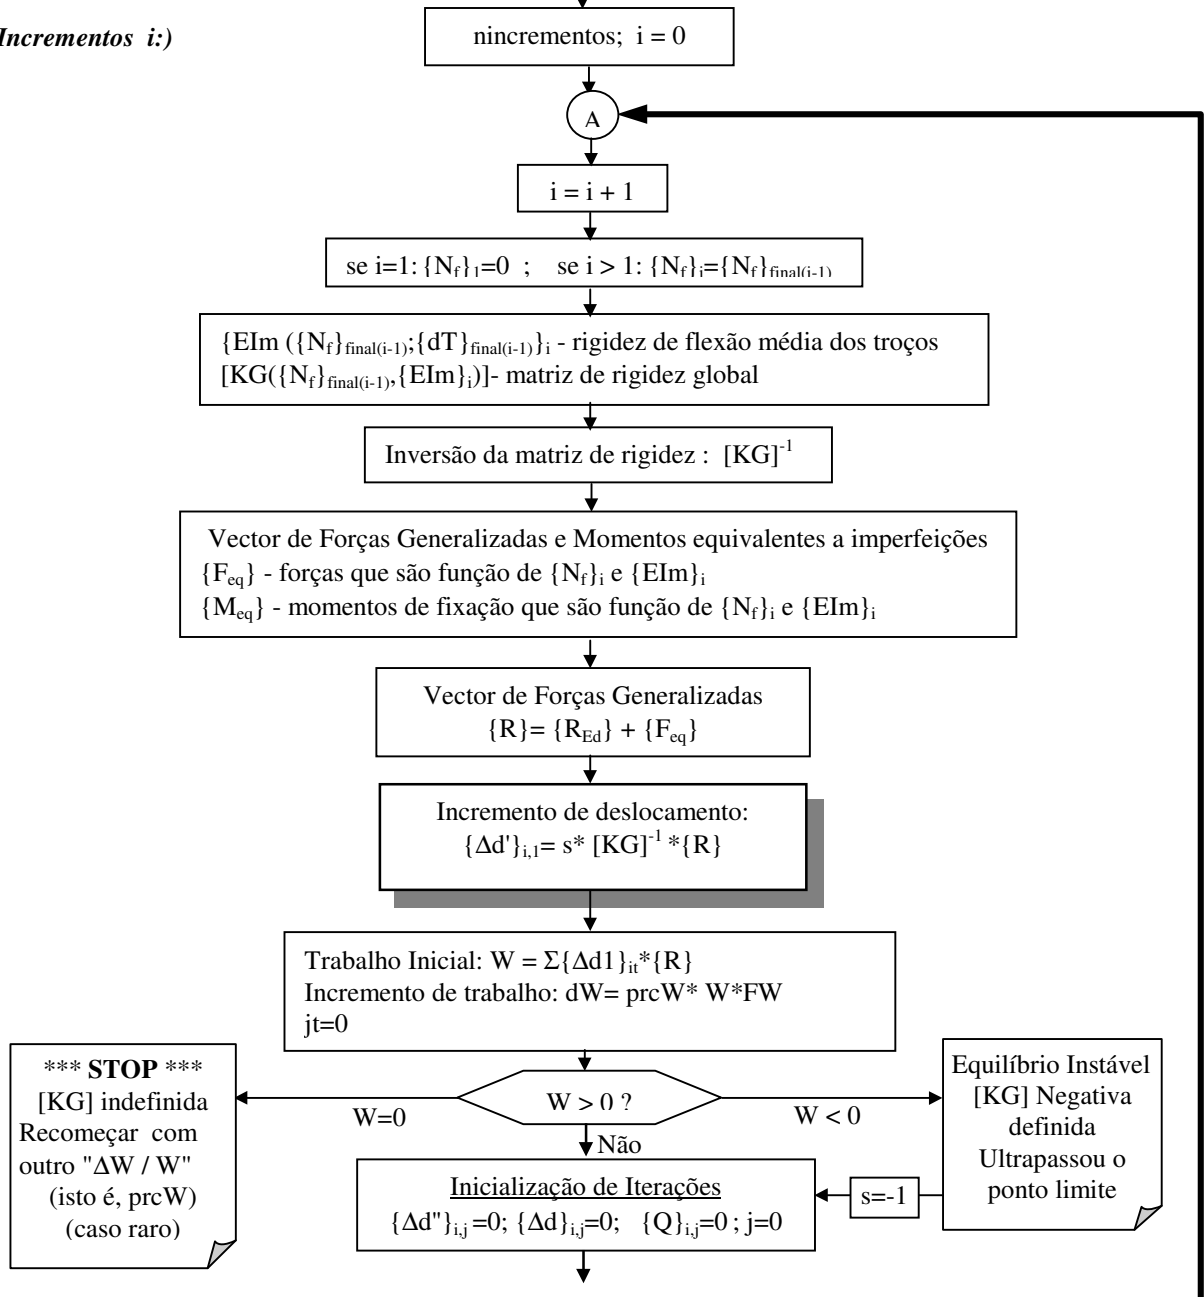 Incrementos i:)
nincrementos; i = 0
A
i = i + 1
se i=1: {N_f}_1=0 ; se i > 1: {N_f}_i={N_f}_final(i-1)
{EIm ({N_f}_final(i-1);{dT}_final(i-1)}_i - rigidez de flexão média dos troços
[KG({N_f}_final(i-1),{EIm}_i)]- matriz de rigidez global
Inversão da matriz de rigidez : [KG]^-1
Vector de Forças Generalizadas e Momentos equivalentes a imperfeições
{F_eq} - forças que são função de {N_f}_i e {EIm}_i
{M_eq} - momentos de fixação que são função de {N_f}_i e {EIm}_i
Vector de Forças Generalizadas
{R}= {R_Ed} + {F_eq}
Incremento de deslocamento:
{Δd'}_i,1= s* [KG]^-1 *{R}
Trabalho Inicial: W = Σ{Δd1}_it*{R}
Incremento de trabalho: dW= prcW* W*FW
jt=0
*** STOP ***
[KG] indefinida
Recomeçar com
outro "ΔW / W"
(isto é, prcW)
(caso raro)
W=0
W > 0 ?
W < 0
Não
Equilíbrio Instável
[KG] Negativa
definida
Ultrapassou o
ponto limite
s=-1
Inicialização de Iterações
{Δd"}_i,j =0; {Δd}_i,j=0; {Q}_i,j=0 ; j=0